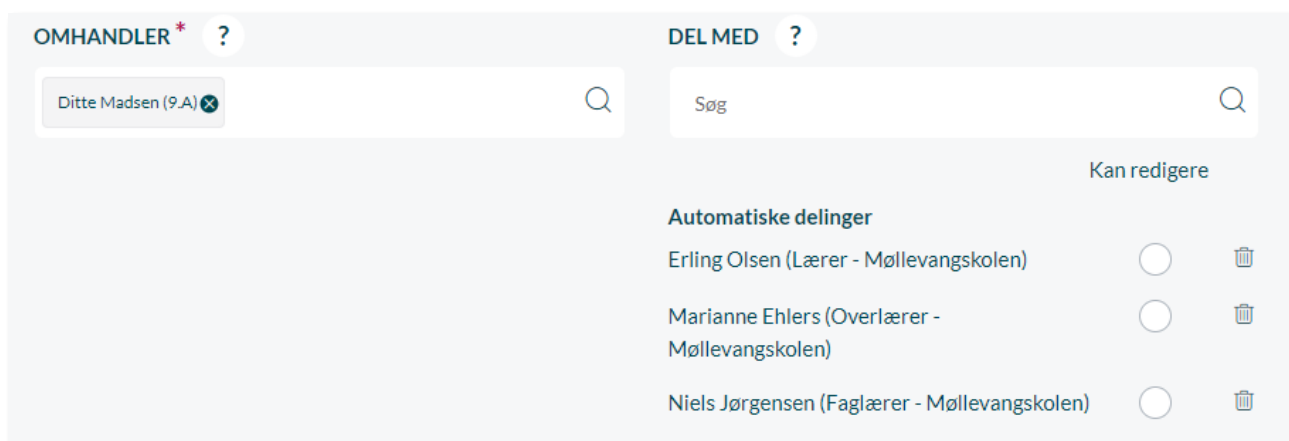 OMHANDLER * ?
Ditte Madsen (9.A)
DEL MED ?
Søg
Kan redigere
Automatiske delinger
Erling Olsen (Lærer - Møllevangskolen)
Marianne Ehlers (Overlærer -
Møllevangskolen)
Niels Jørgensen (Faglærer - Møllevangskolen)